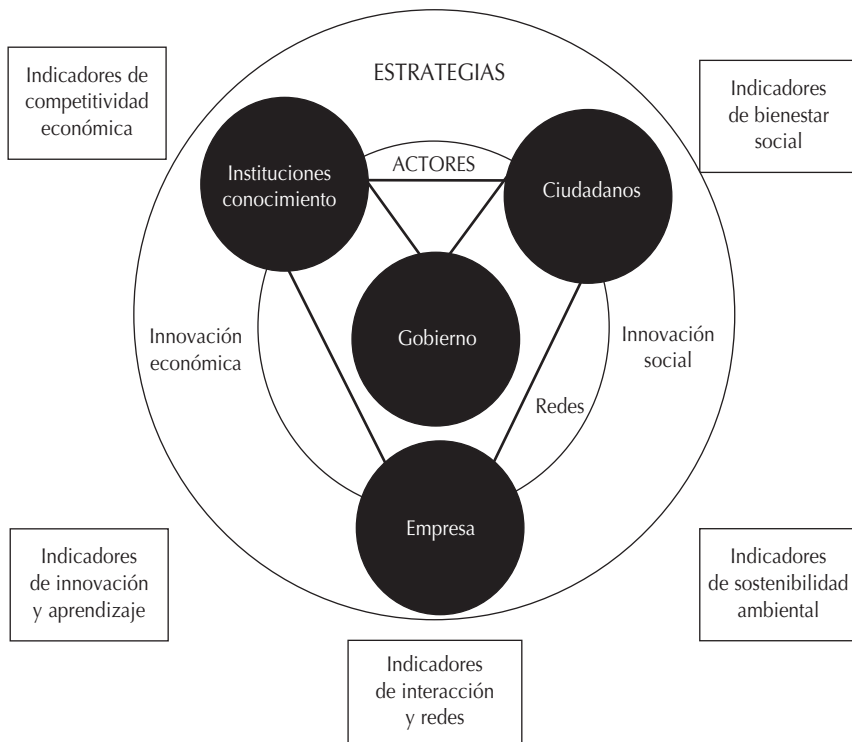 Indicadores de
competitividad
económica
ESTRATEGIAS
Indicadores
de bienestar
social
ACTORES
Instituciones
conocimiento
Ciudadanos
Gobierno
Innovación
económica
Innovación
social
Redes
Empresa
Indicadores
de innovación
y aprendizaje
Indicadores
de sostenibilidad
ambiental
Indicadores
de interacción
y redes